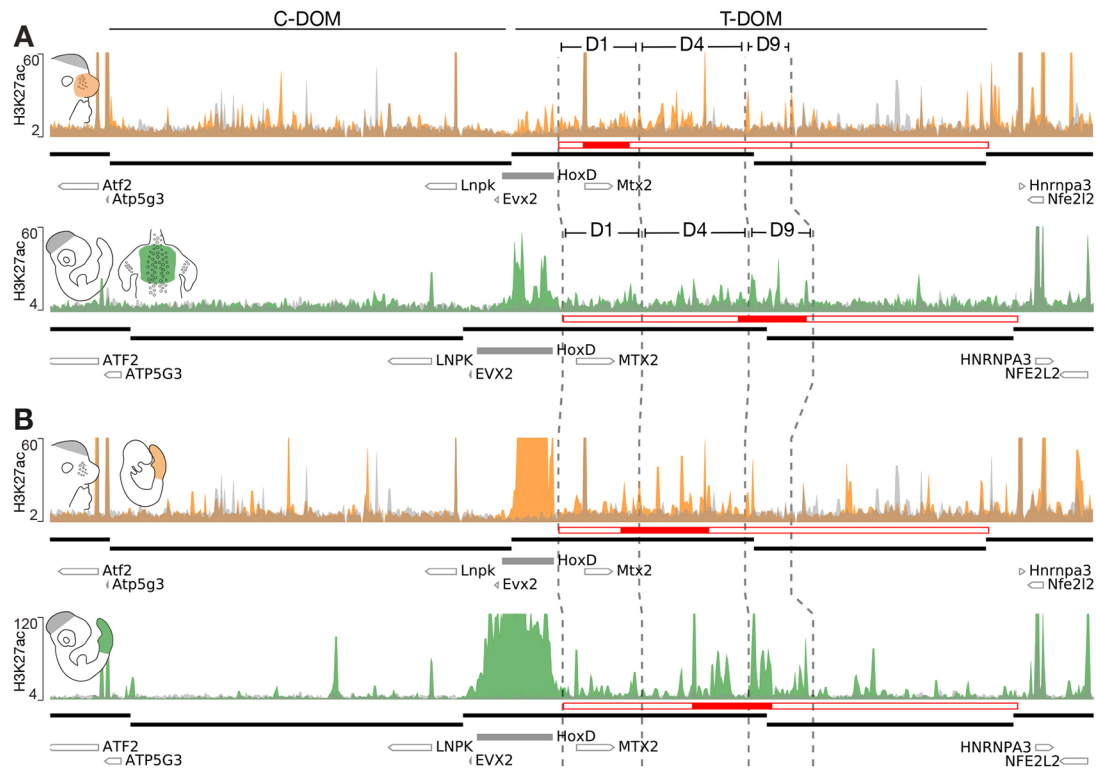 C-DOM T-DOM
A
D1 D4 D9
60
H3K27ac
2
HoxD
Atf2 Lnpk Mtx2 Hnrnpa3
Atp5g3 Evx2 Nfe2l2
D1 D4 D9
60
H3K27ac
4
HoxD
ATF2 LNPK MTX2 HNRNPA3
ATP5G3 EVX2 NFE2L2
B
60
H3K27ac
2
HoxD
Atf2 Lnpk Mtx2 Hnrnpa3
Atp5g3 Evx2 Nfe2l2
120
H3K27ac
4
HoxD
ATF2 LNPK MTX2 HNRNPA3
ATP5G3 EVX2 NFE2L2